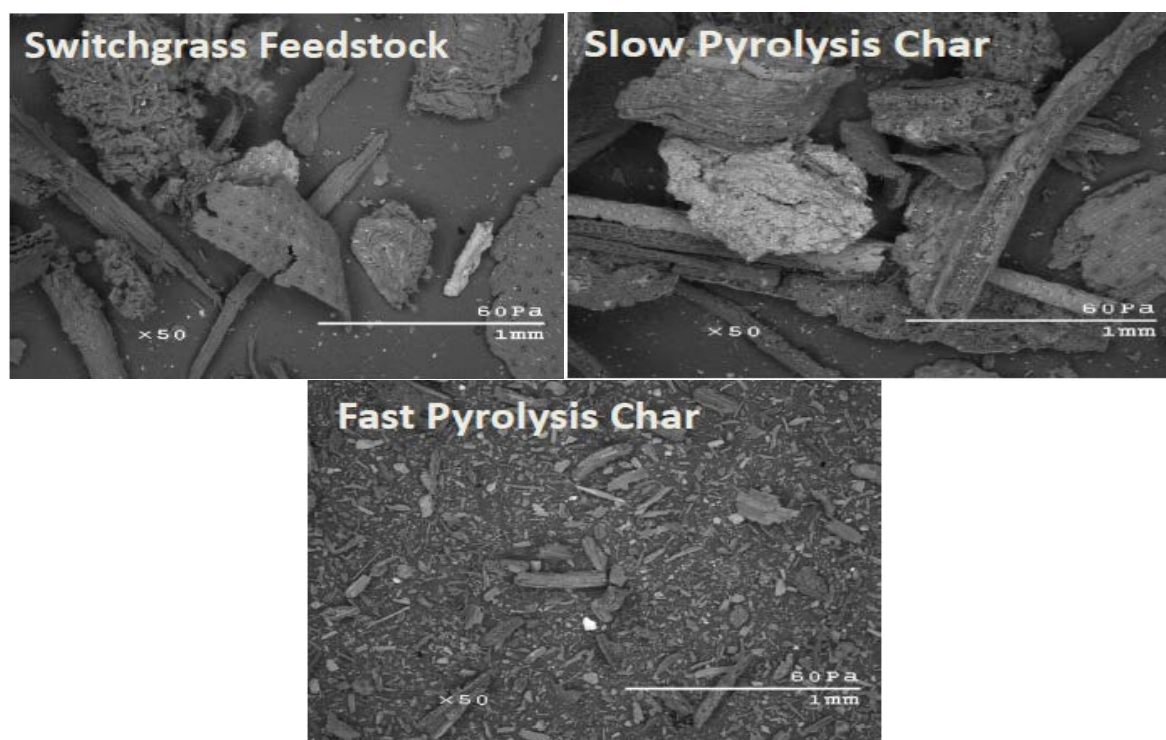 Switchgrass Feedstock
60Pa
×50
1mm
Slow Pyrolysis Char
60Pa
×50
1mm
Fast Pyrolysis Char
60Pa
×50
1mm